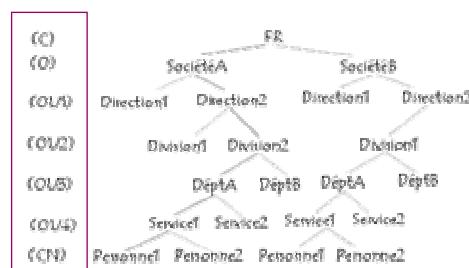 (C) FR
(O) SociétéA SociétéB
(OU1) Direction1 Direction2 Direction1 Direction2
(OU2) Division1 Division2 Division1
(OU3) DéptA DéptB DéptA DéptB
(OU4) Service1 Service2 Service1 Service2
(CN) Personne1 Personne2 Personne1 Personne2